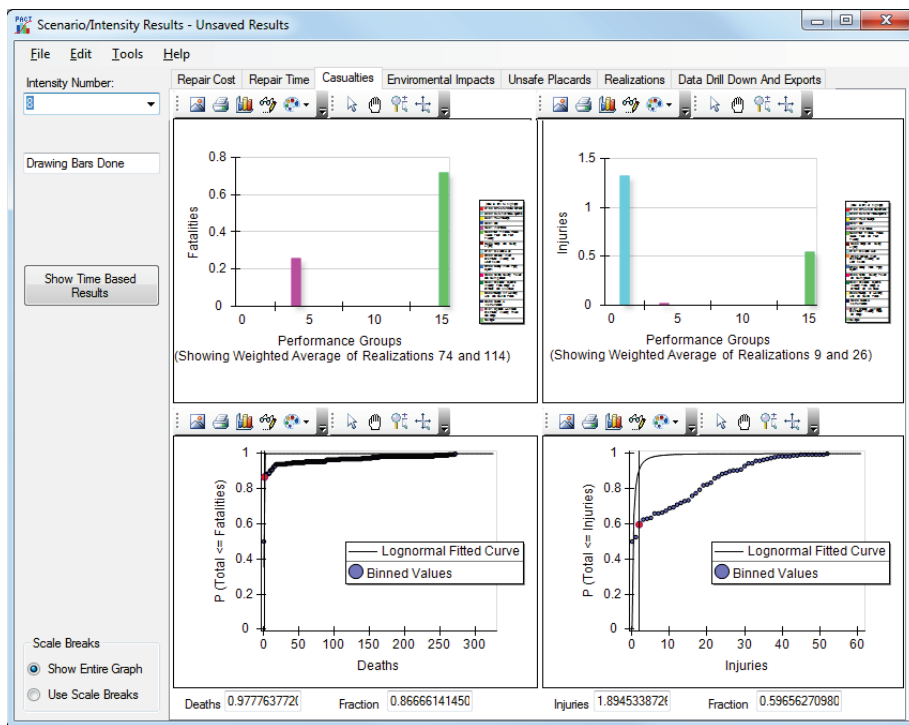 PACT
Scenario/Intensity Results - Unsaved Results
File Edit Tools Help
Intensity Number:
8
Drawing Bars Done
Show Time Based
Results
Scale Breaks
Show Entire Graph
Use Scale Breaks
Repair Cost Repair Time Casualties Enviromental Impacts Unsafe Placards Realizations Data Drill Down And Exports
0.8
0.6
0.4
0.2
0
Fatalities
0 5 10 15
Performance Groups
(Showing Weighted Average of Realizations 74 and 114)
1.5
1
0.5
0
Injuries
0 5 10 15
Performance Groups
(Showing Weighted Average of Realizations 9 and 26)
1
0.8
0.6
0.4
0.2
0
P (Total <= Fatalities)
Lognormal Fitted Curve
Binned Values
0 50 100 150 200 250 300
Deaths
1
0.8
0.6
0.4
0.2
0
P (Total <= Injuries)
Lognormal Fitted Curve
Binned Values
0 10 20 30 40 50 60
Injuries
Deaths 0.9777637720 Fraction 0.86666141450
Injuries 1.8945338726 Fraction 0.59656270980